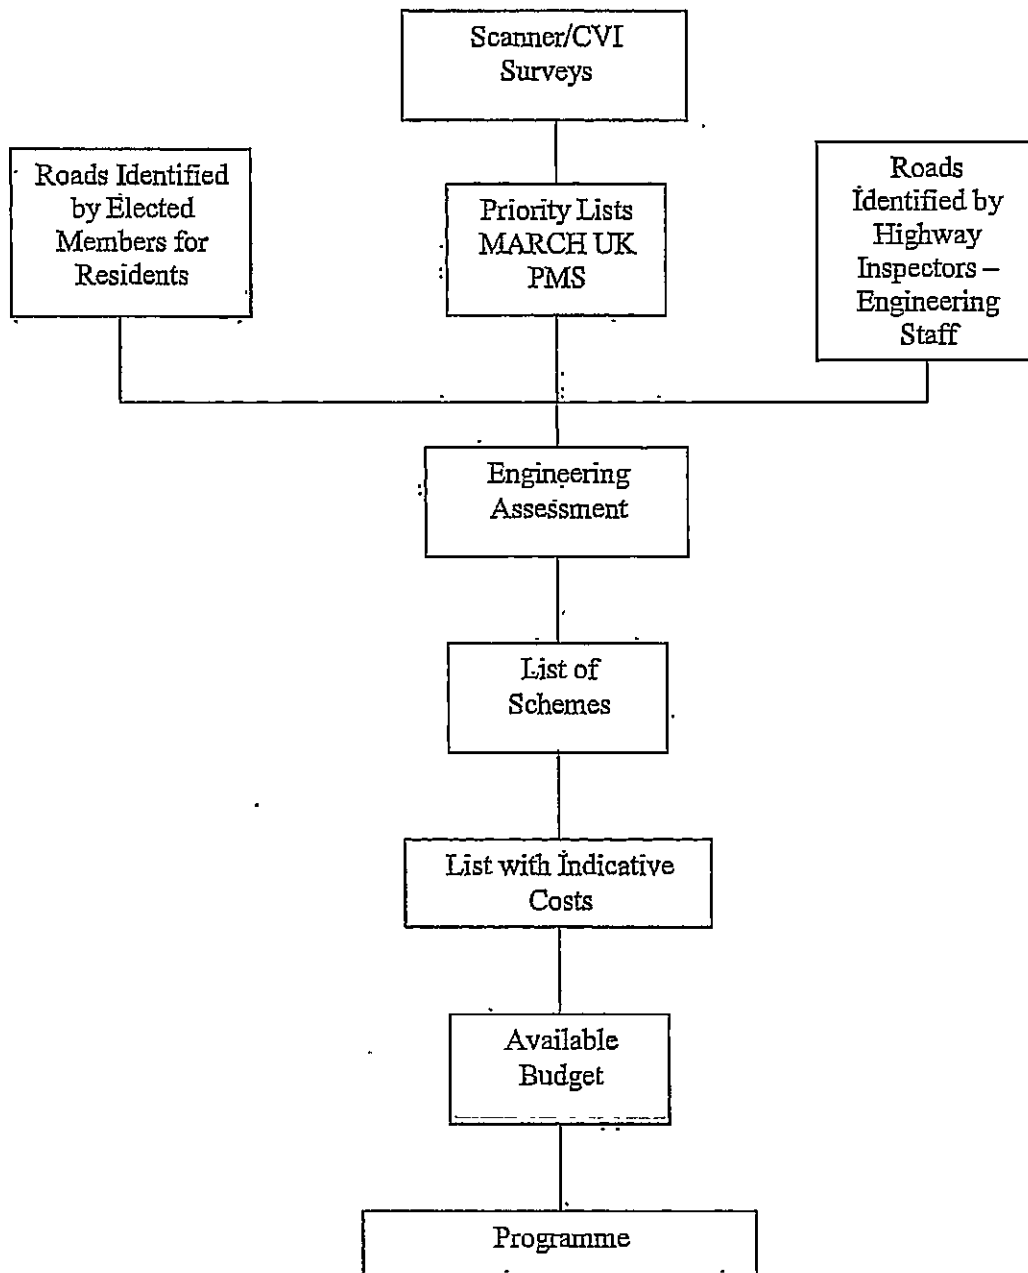 Scanner/CVI
Surveys
Roads Identified
by Elected
Members for
Residents
Priority Lists
MARCH UK
PMS
Roads
Identified by
Highway
Inspectors –
Engineering
Staff
Engineering
Assessment
List of
Schemes
List with Indicative
Costs
Available
Budget
Programme